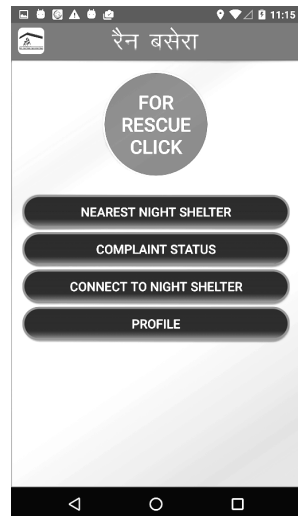 11:15
रैन बसेरा
FOR
RESCUE
CLICK
NEAREST NIGHT SHELTER
COMPLAINT STATUS
CONNECT TO NIGHT SHELTER
PROFILE